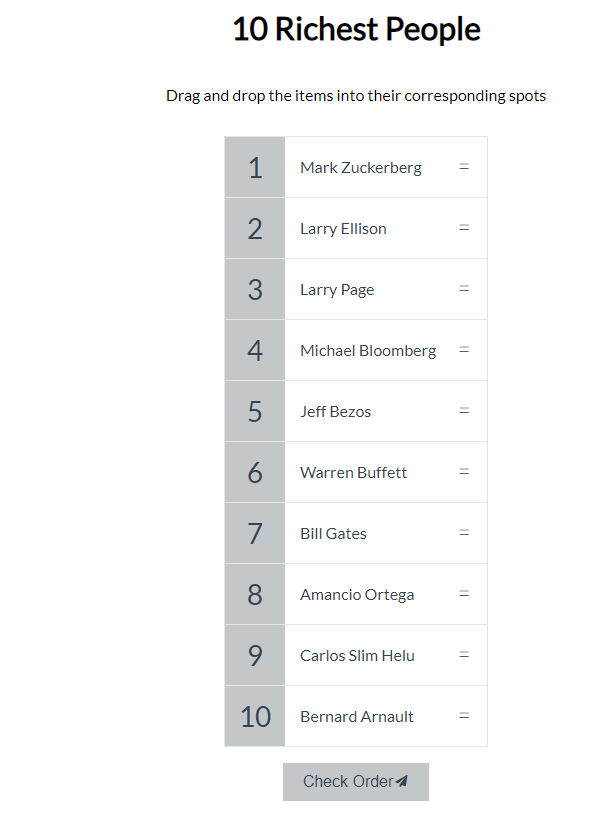 10 Richest People
Drag and drop the items into their corresponding spots
1 Mark Zuckerberg
2 Larry Ellison
3 Larry Page
4 Michael Bloomberg
5 Jeff Bezos
6 Warren Buffett
7 Bill Gates
8 Amancio Ortega
9 Carlos Slim Helu
10 Bernard Arnault
Check Order